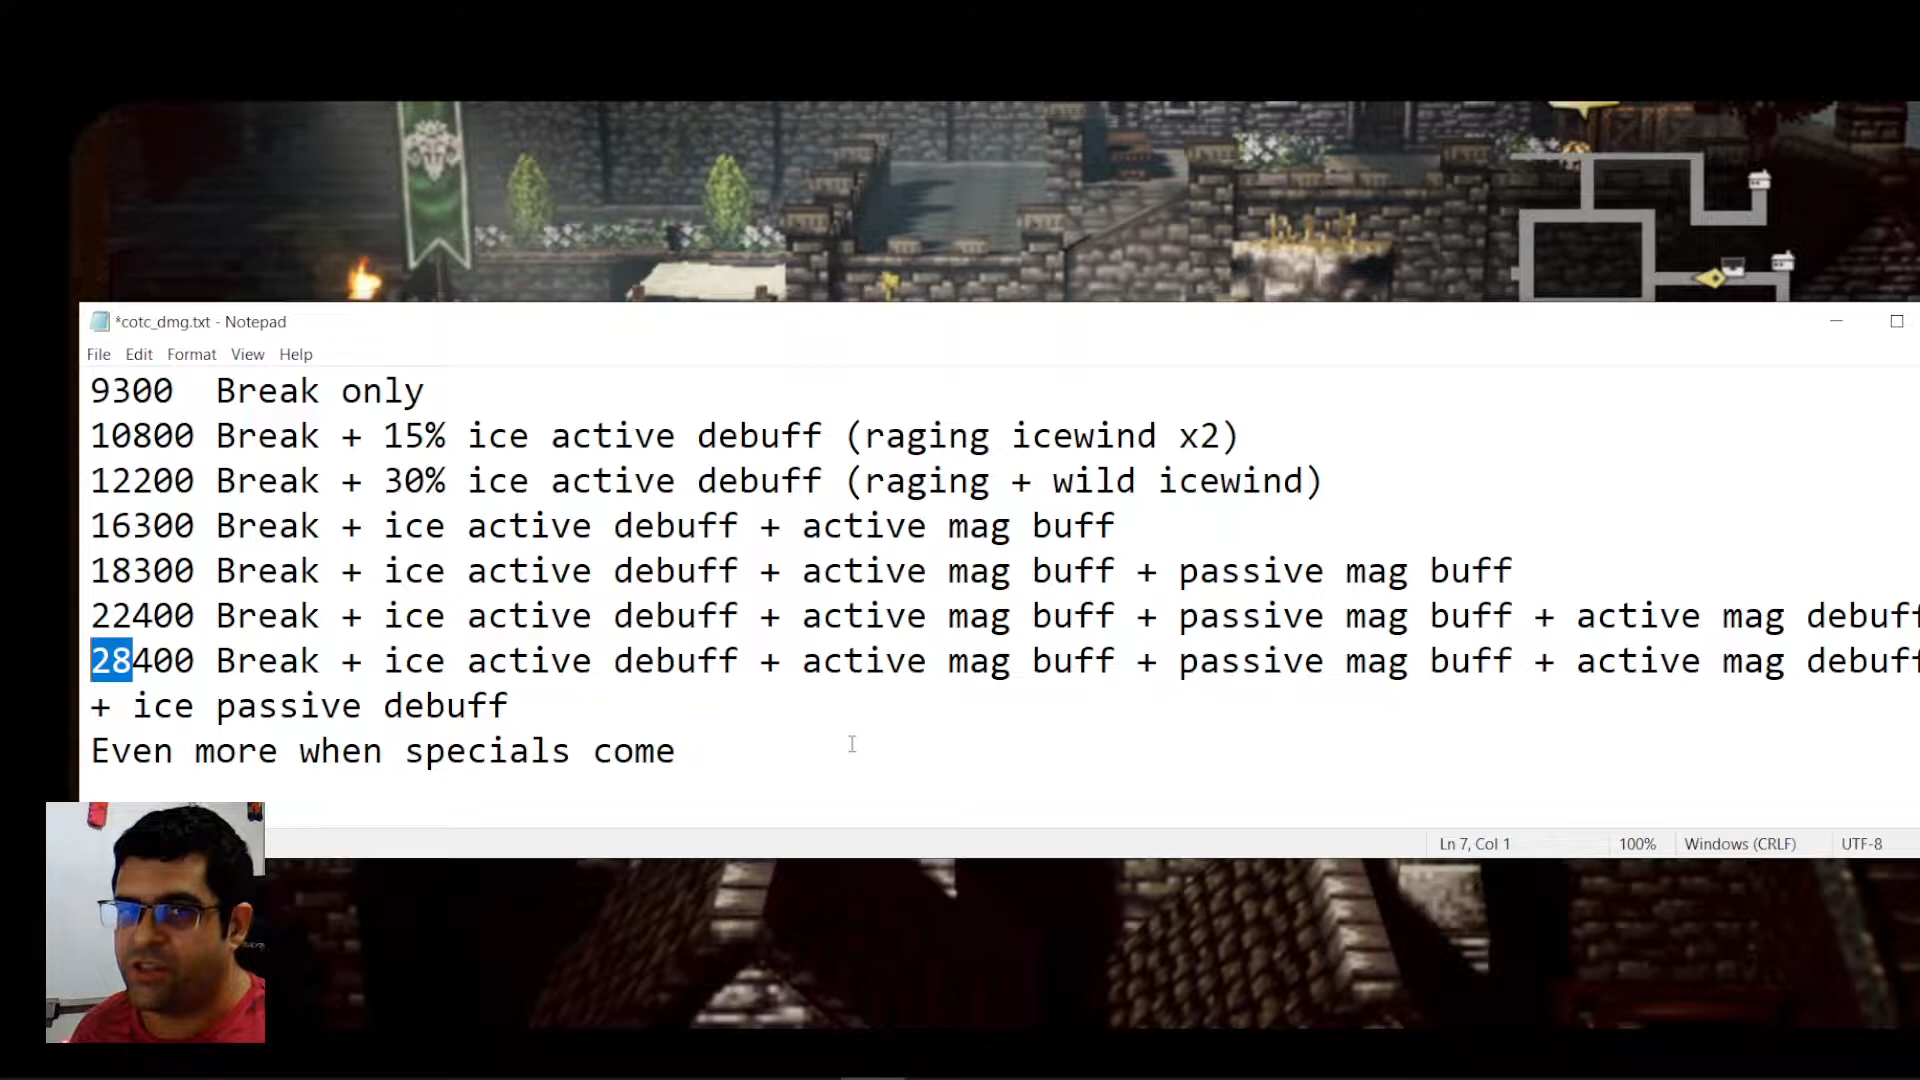 *cotc_dmg.txt - Notepad
File Edit Format View Help
9300  Break only
10800 Break + 15% ice active debuff (raging icewind x2)
12200 Break + 30% ice active debuff (raging + wild icewind)
16300 Break + ice active debuff + active mag buff
18300 Break + ice active debuff + active mag buff + passive mag buff
22400 Break + ice active debuff + active mag buff + passive mag buff + active mag debuff
28400 Break + ice active debuff + active mag buff + passive mag buff + active mag debuff
+ ice passive debuff
Even more when specials come
Ln 7, Col 1 100% Windows (CRLF) UTF-8